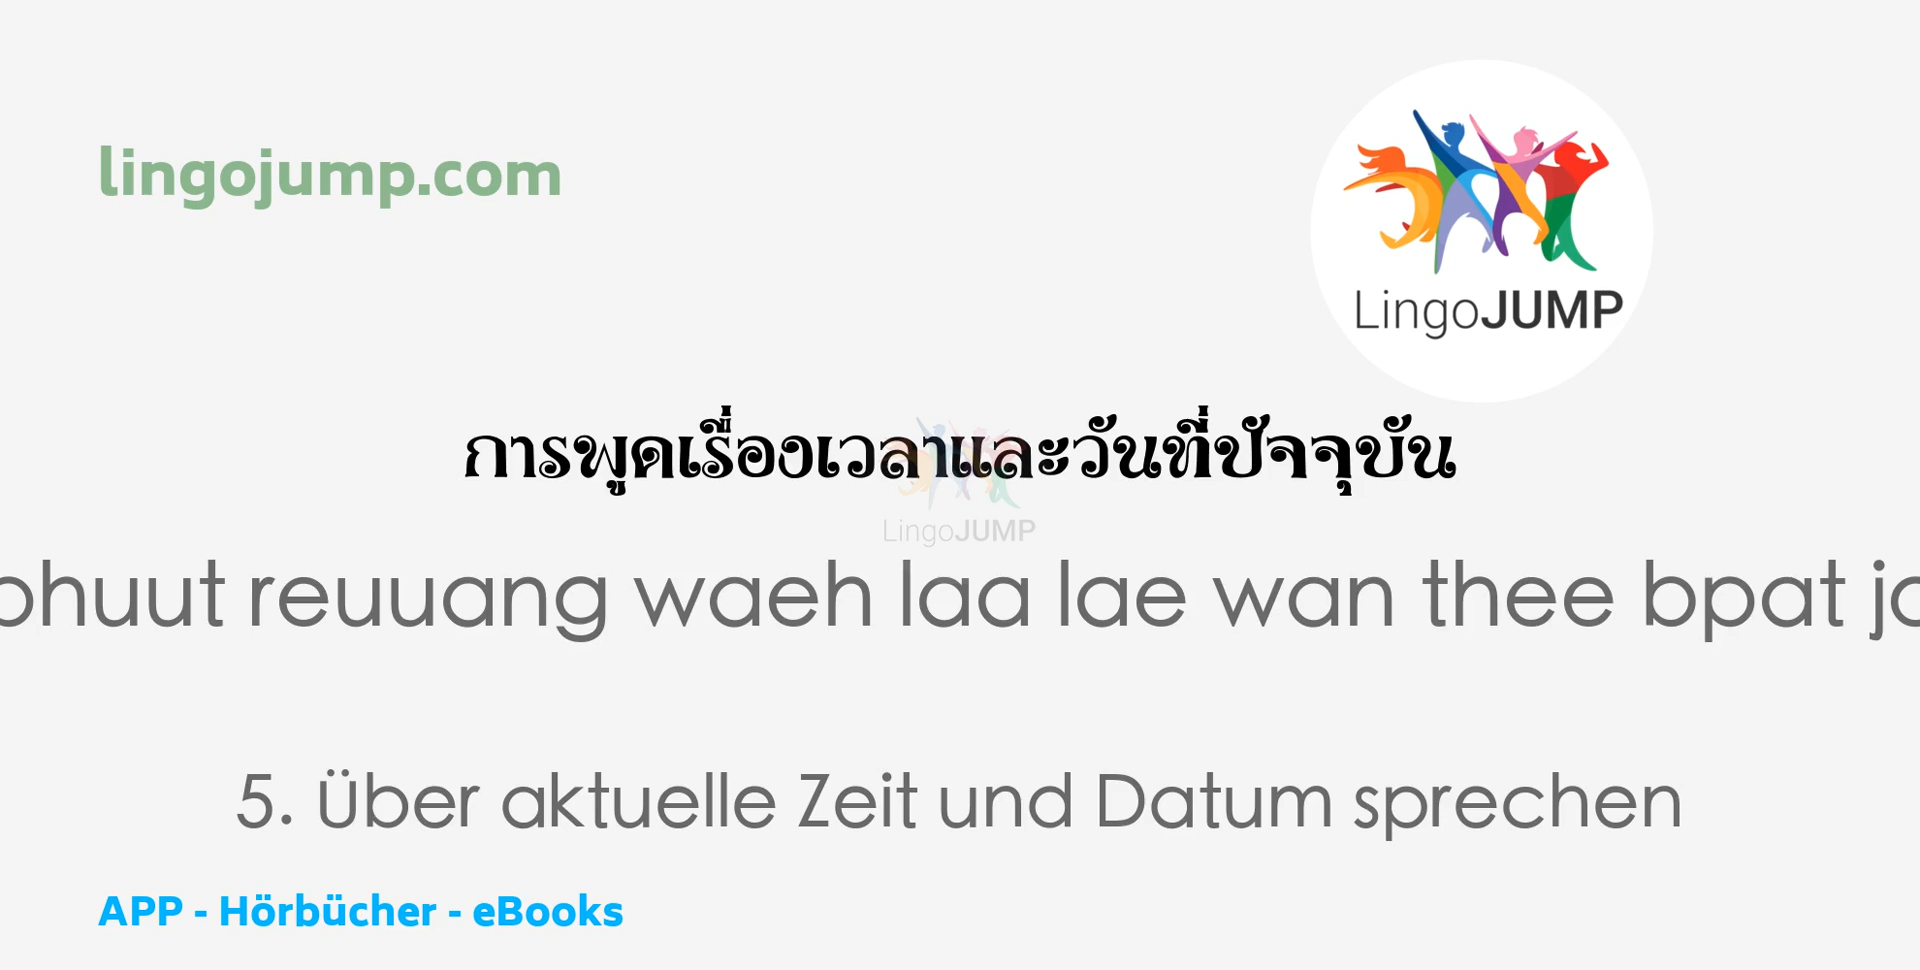 lingojump.com
LingoJUMP
การพูดเรื่องเวลาและวันที่ปัจจุบัน
LingoJUMP
phuut reuuang waeh laa lae wan thee bpat ja
5. Über aktuelle Zeit und Datum sprechen
APP - Hörbücher - eBooks